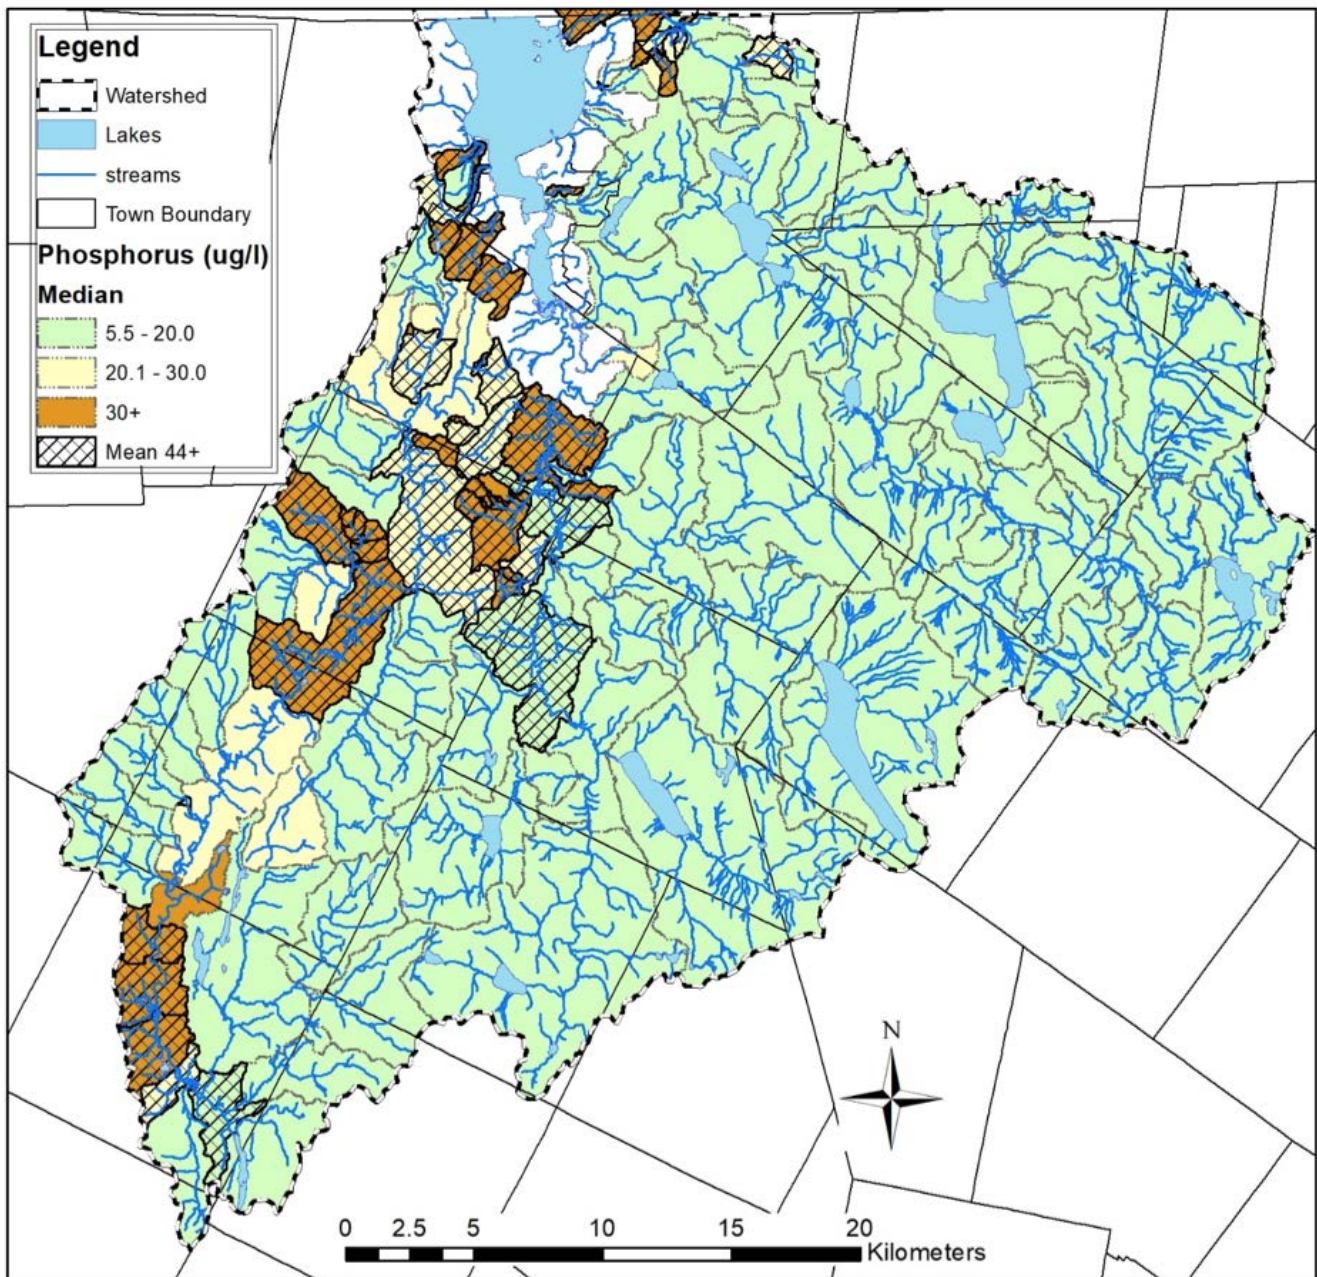 Legend
Watershed
Lakes
streams
Town Boundary
Phosphorus (ug/l)
Median
5.5 - 20.0
20.1 - 30.0
30+
Mean 44+
N
0 2.5 5 10 15 20
Kilometers